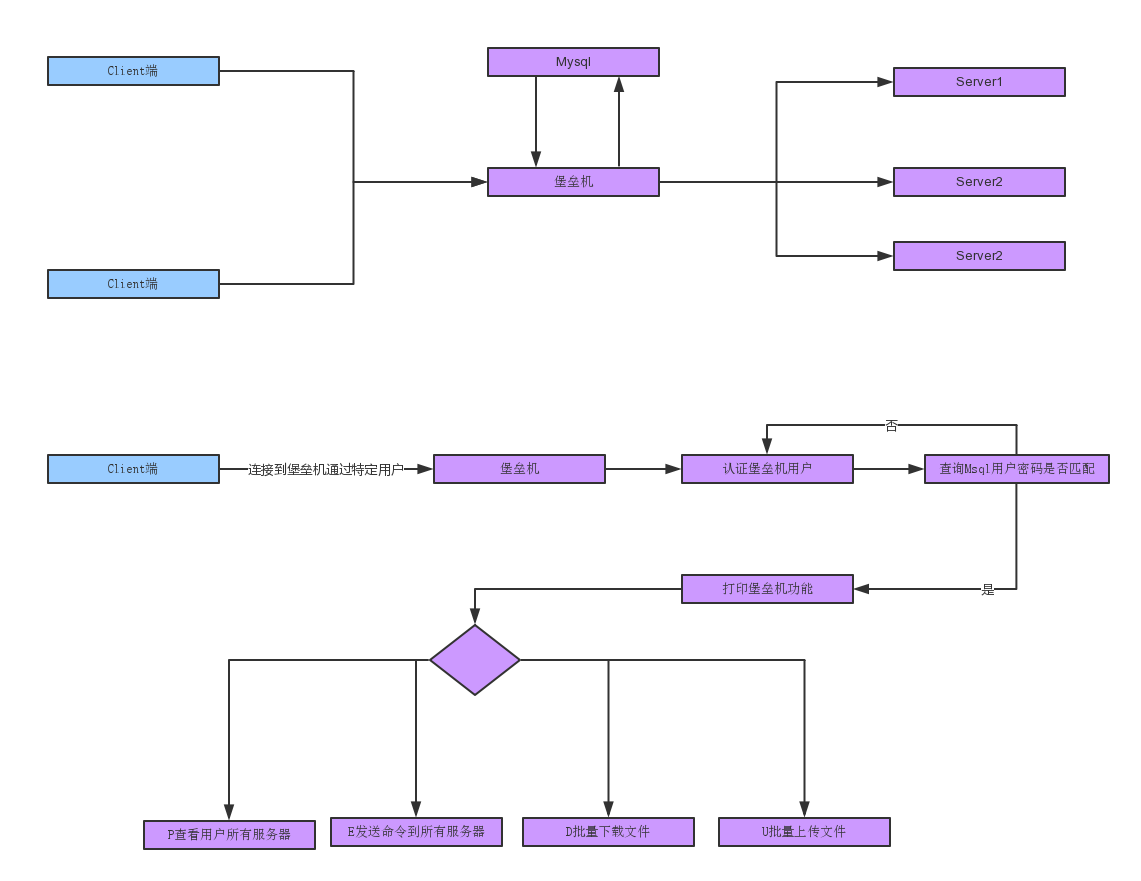 Client端
Mysql
Server1
堡垒机
Server2
Server2
Client端
否
Client端
连接到堡垒机通过特定用户
堡垒机
认证堡垒机用户
查询Msql用户密码是否匹配
打印堡垒机功能
是
P查看用户所有服务器
E发送命令到所有服务器
D批量下载文件
U批量上传文件